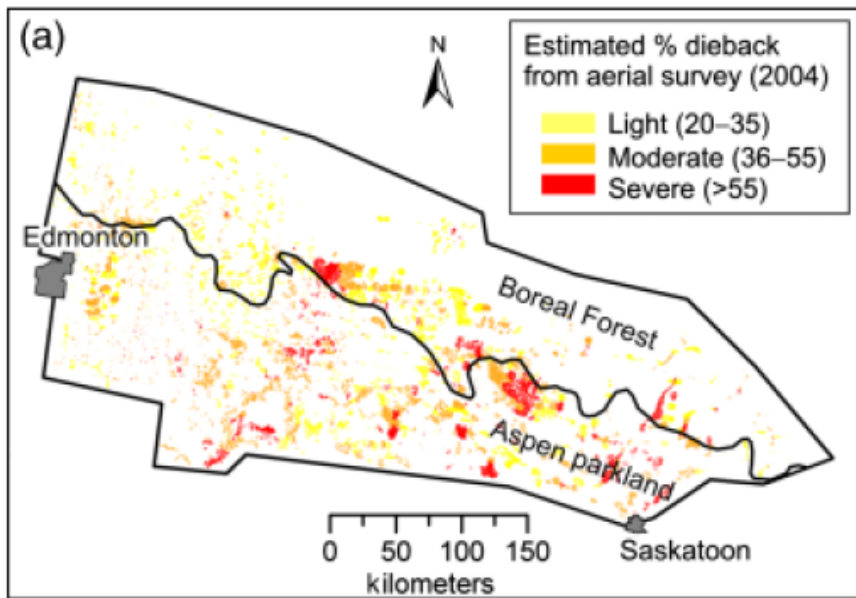 (a)
N
Estimated % dieback
from aerial survey (2004)
Light (20–35)
Moderate (36–55)
Severe (>55)
Edmonton
Boreal Forest
Aspen parkland
0 50 100 150
kilometers
Saskatoon